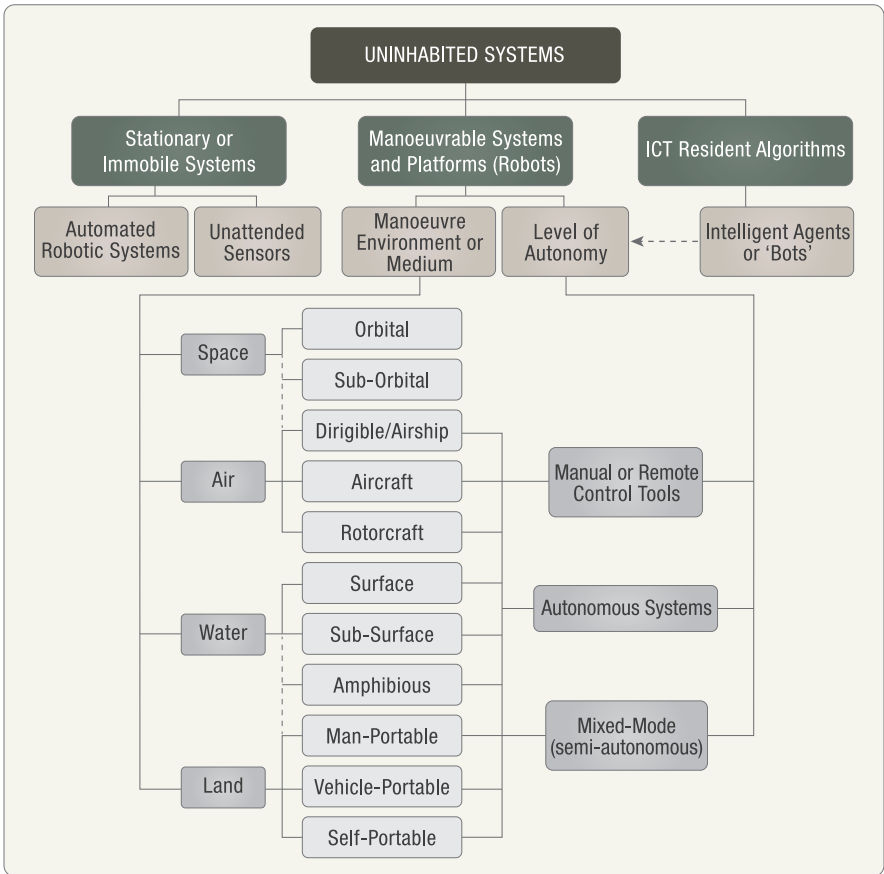 UNINHABITED SYSTEMS
Stationary or
Immobile Systems
Manoeuvrable Systems
and Platforms (Robots)
ICT Resident Algorithms
Automated
Robotic Systems
Unattended
Sensors
Manoeuvre
Environment or
Medium
Level of
Autonomy
Intelligent Agents
or ‘Bots’
Space
Orbital
Sub-Orbital
Air
Dirigible/Airship
Aircraft
Rotorcraft
Water
Surface
Sub-Surface
Amphibious
Land
Man-Portable
Vehicle-Portable
Self-Portable
Manual or Remote
Control Tools
Autonomous Systems
Mixed-Mode
(semi-autonomous)